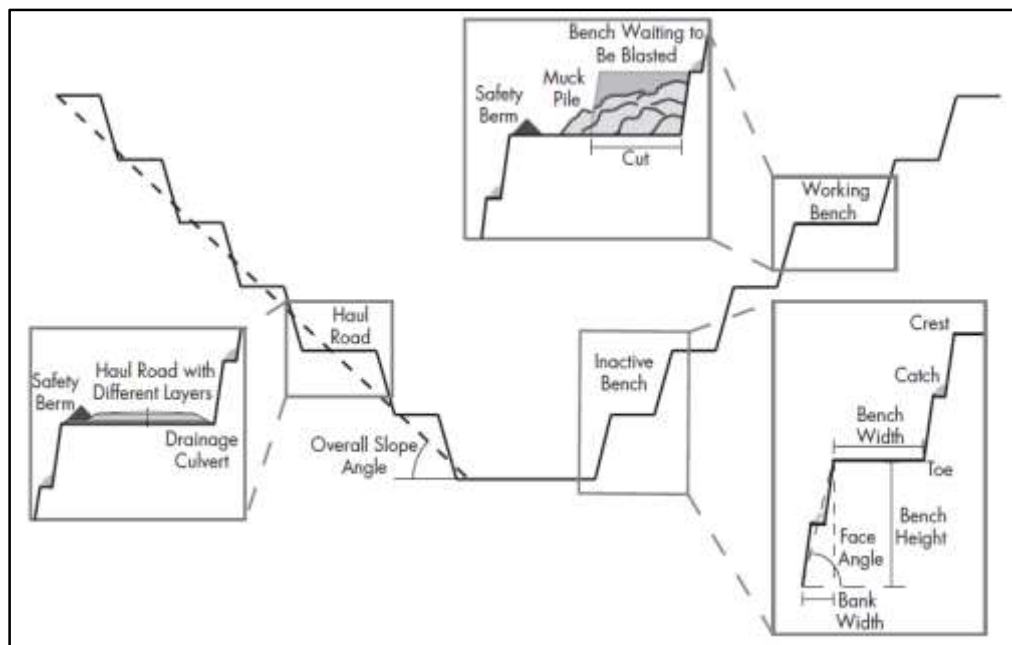 Bench Waiting to
Be Blasted
Muck
Pile
Safety
Berm
Cut
Working
Bench
Haul
Road
Safety
Berm
Haul Road with
Different Layers
Drainage
Culvert
Overall Slope
Angle
Inactive
Bench
Crest
Catch
Bench
Width
Toe
Bench
Height
Face
Angle
Bank
Width